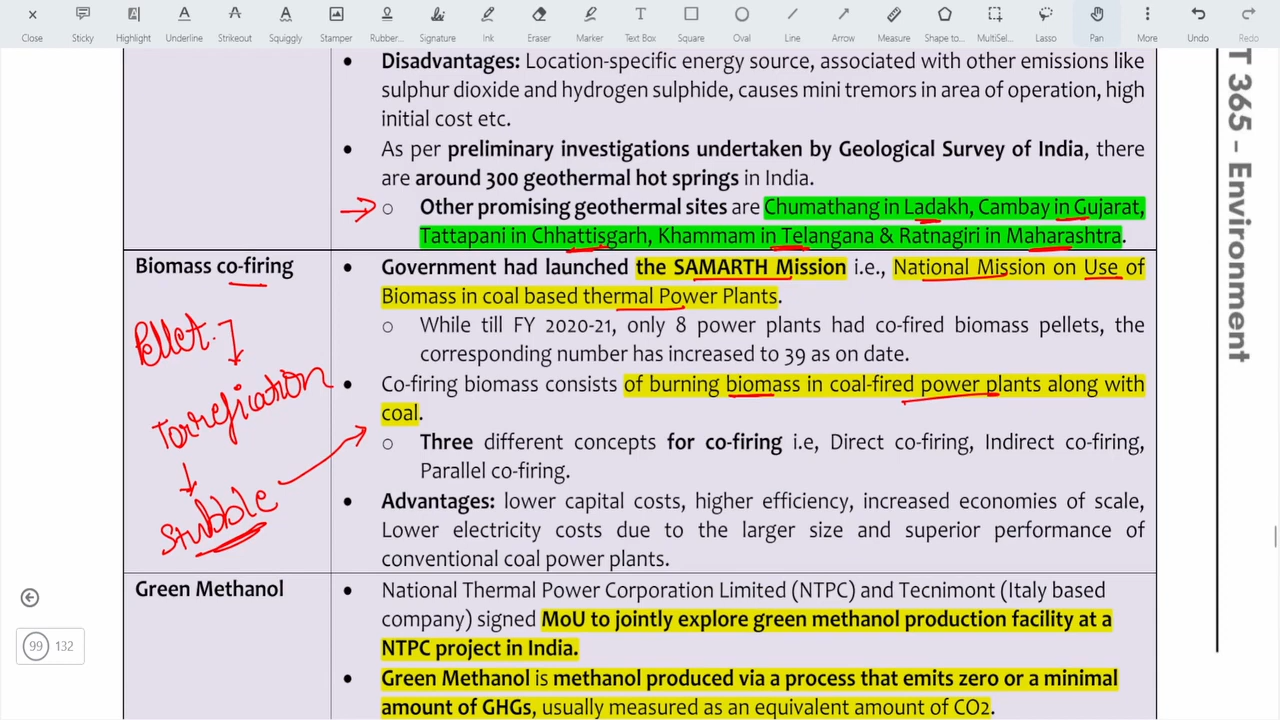 Close Sticky Highlight Underline Strikeout Squiggly Stamper Rubber... Signature Ink Eraser Marker Text Box Square Oval Line Arrow Measure Shape to... MultiSel... Lasso Pan More Undo Redo
Disadvantages: Location-specific energy source, associated with other emissions like
sulphur dioxide and hydrogen sulphide, causes mini tremors in area of operation, high
initial cost etc.
As per preliminary investigations undertaken by Geological Survey of India, there
are around 300 geothermal hot springs in India.
Other promising geothermal sites are Chumathang in Ladakh, Cambay in Gujarat,
Tattapani in Chhattisgarh, Khammam in Telangana & Ratnagiri in Maharashtra.
Biomass co-firing
Pellet.
Torrefication
Stubble
Government had launched the SAMARTH Mission i.e., National Mission on Use of
Biomass in coal based thermal Power Plants.
While till FY 2020-21, only 8 power plants had co-fired biomass pellets, the
corresponding number has increased to 39 as on date.
Co-firing biomass consists of burning biomass in coal-fired power plants along with
coal.
Three different concepts for co-firing i.e, Direct co-firing, Indirect co-firing,
Parallel co-firing.
Advantages: lower capital costs, higher efficiency, increased economies of scale,
Lower electricity costs due to the larger size and superior performance of
conventional coal power plants.
Green Methanol
National Thermal Power Corporation Limited (NTPC) and Tecnimont (Italy based
company) signed MoU to jointly explore green methanol production facility at a
NTPC project in India.
Green Methanol is methanol produced via a process that emits zero or a minimal
amount of GHGs, usually measured as an equivalent amount of CO2.
99 132
T 365 - Environment